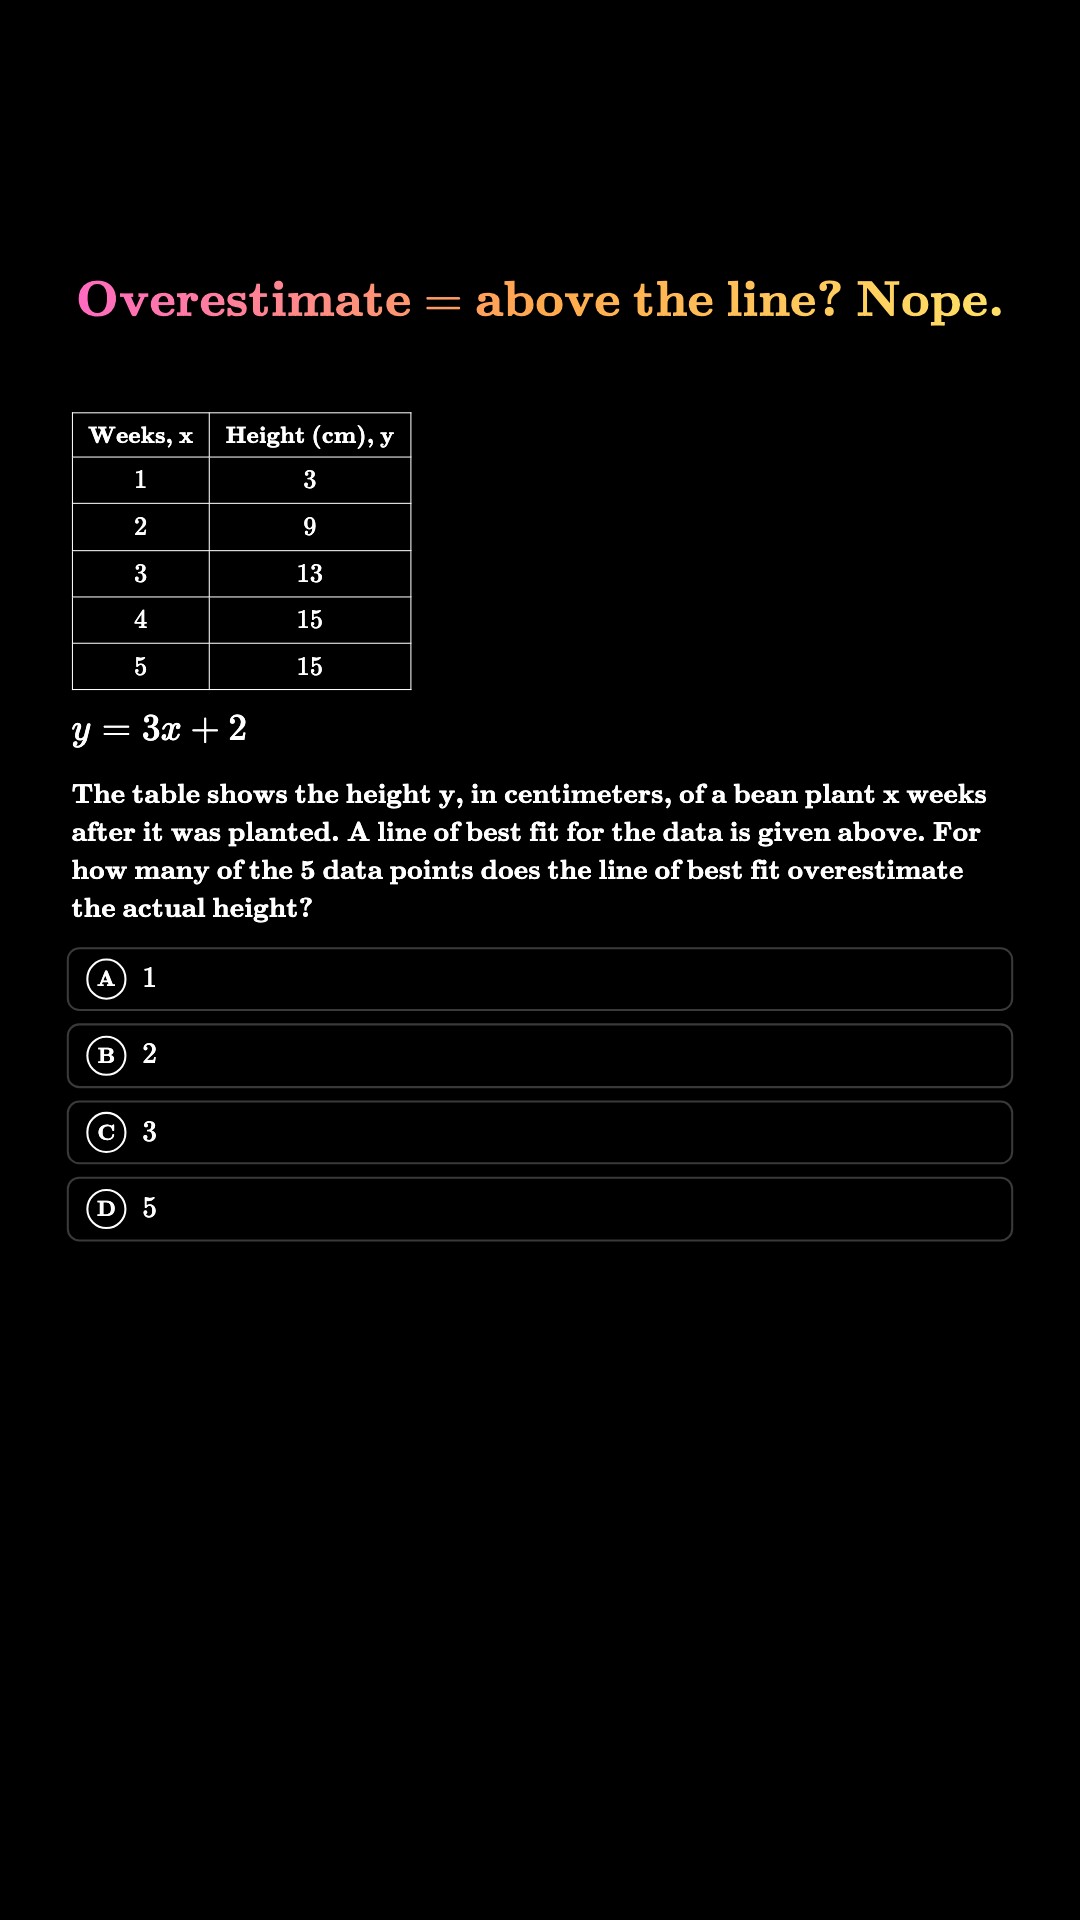 Overestimate = above the line? Nope.
Weeks, x Height (cm), y
1 3
2 9
3 13
4 15
5 15
y = 3x + 2
The table shows the height y, in centimeters, of a bean plant x weeks
after it was planted. A line of best fit for the data is given above. For
how many of the 5 data points does the line of best fit overestimate
the actual height?
A 1
B 2
C 3
D 5